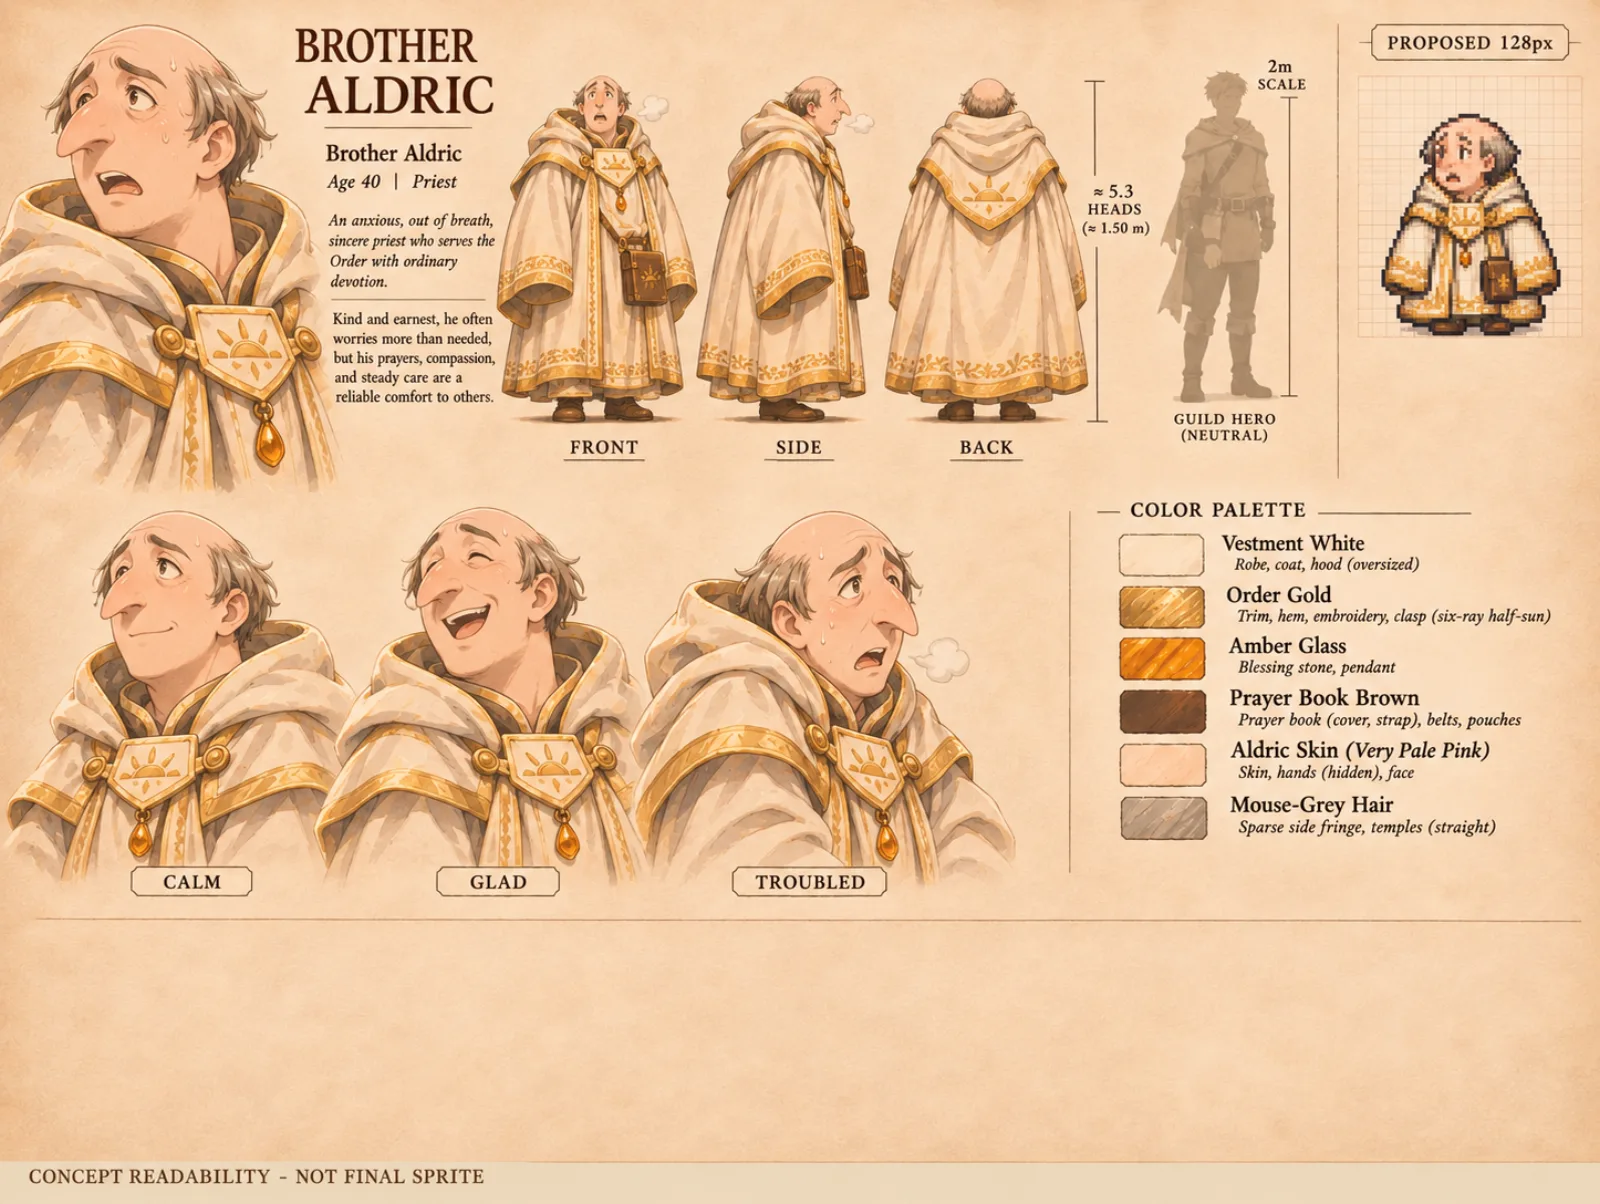 BROTHER
ALDRIC
Brother Aldric
Age 40 | Priest
An anxious, out of breath,
sincere priest who serves the
Order with ordinary
devotion.
Kind and earnest, he often
worries more than needed,
but his prayers, compassion,
and steady care are a
reliable comfort to others.
FRONT
SIDE
BACK
≈ 5.3
HEADS
(≈ 1.50 m)
2m
SCALE
GUILD HERO
(NEUTRAL)
PROPOSED 128px
CALM
GLAD
TROUBLED
COLOR PALETTE
Vestment White
Robe, coat, hood (oversized)
Order Gold
Trim, hem, embroidery, clasp (six-ray half-sun)
Amber Glass
Blessing stone, pendant
Prayer Book Brown
Prayer book (cover, strap), belts, pouches
Aldric Skin (Very Pale Pink)
Skin, hands (hidden), face
Mouse-Grey Hair
Sparse side fringe, temples (straight)
CONCEPT READABILITY - NOT FINAL SPRITE